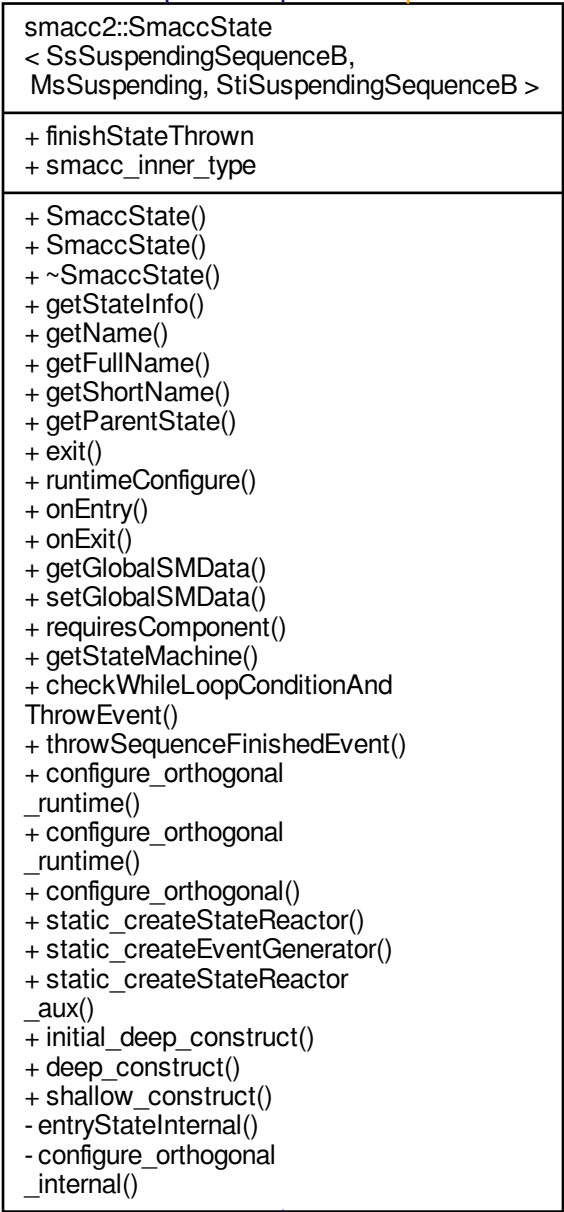 smacc2::SmaccState
< SsSuspendingSequenceB,
MsSuspending, StiSuspendingSequenceB >
+ finishStateThrown
+ smacc_inner_type
+ SmaccState()
+ SmaccState()
+ ~SmaccState()
+ getStateInfo()
+ getName()
+ getFullName()
+ getShortName()
+ getParentState()
+ exit()
+ runtimeConfigure()
+ onEntry()
+ onExit()
+ getGlobalSMData()
+ setGlobalSMData()
+ requiresComponent()
+ getStateMachine()
+ checkWhileLoopConditionAnd
ThrowEvent()
+ throwSequenceFinishedEvent()
+ configure_orthogonal
_runtime()
+ configure_orthogonal
_runtime()
+ configure_orthogonal()
+ static_createStateReactor()
+ static_createEventGenerator()
+ static_createStateReactor
_aux()
+ initial_deep_construct()
+ deep_construct()
+ shallow_construct()
- entryStateInternal()
- configure_orthogonal
_internal()